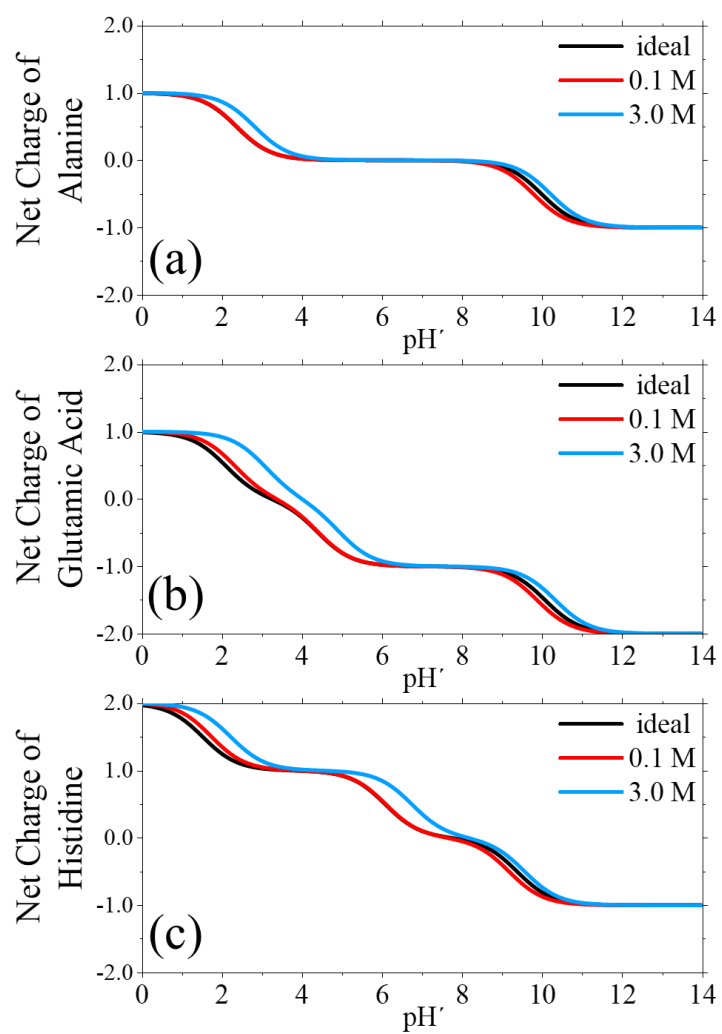 2.0
1.0
0.0
-1.0
-2.0
Net Charge of
Alanine
ideal
0.1 M
3.0 M
(a)
0 2 4 6 8 10 12 14
pH´
2.0
1.0
0.0
-1.0
-2.0
Net Charge of
Glutamic Acid
ideal
0.1 M
3.0 M
(b)
0 2 4 6 8 10 12 14
pH´
2.0
1.0
0.0
-1.0
-2.0
Net Charge of
Histidine
ideal
0.1 M
3.0 M
(c)
0 2 4 6 8 10 12 14
pH´